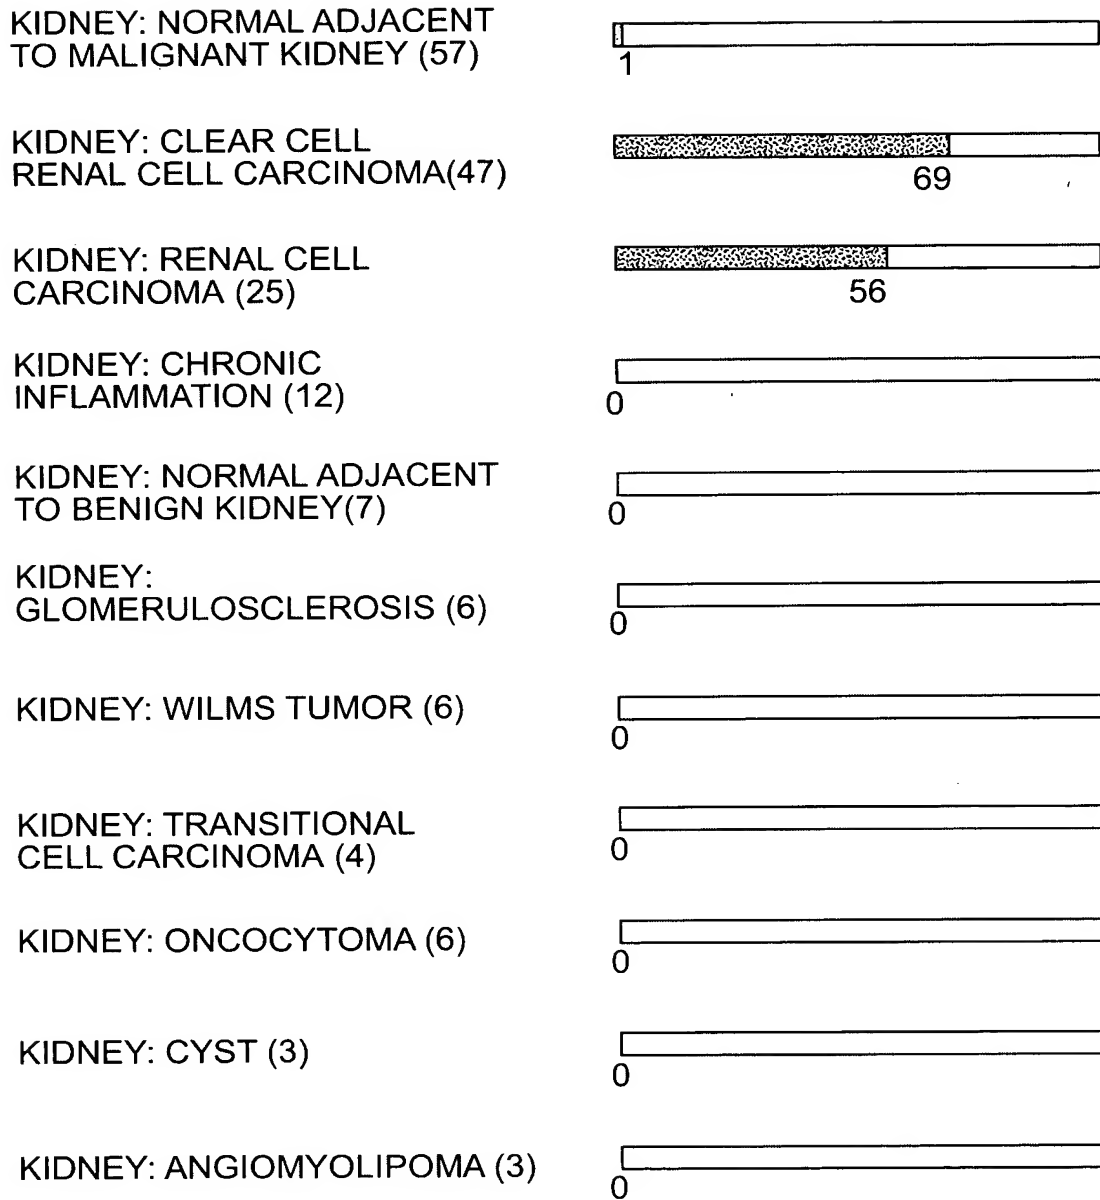 KIDNEY: NORMAL ADJACENT
TO MALIGNANT KIDNEY (57)
1
KIDNEY: CLEAR CELL
RENAL CELL CARCINOMA(47)
69
KIDNEY: RENAL CELL
CARCINOMA (25)
56
KIDNEY: CHRONIC
INFLAMMATION (12)
0
KIDNEY: NORMAL ADJACENT
TO BENIGN KIDNEY(7)
0
KIDNEY:
GLOMERULOSCLEROSIS (6)
0
KIDNEY: WILMS TUMOR (6)
0
KIDNEY: TRANSITIONAL
CELL CARCINOMA (4)
0
KIDNEY: ONCOCYTOMA (6)
0
KIDNEY: CYST (3)
0
KIDNEY: ANGIOMYOLIPOMA (3)
0